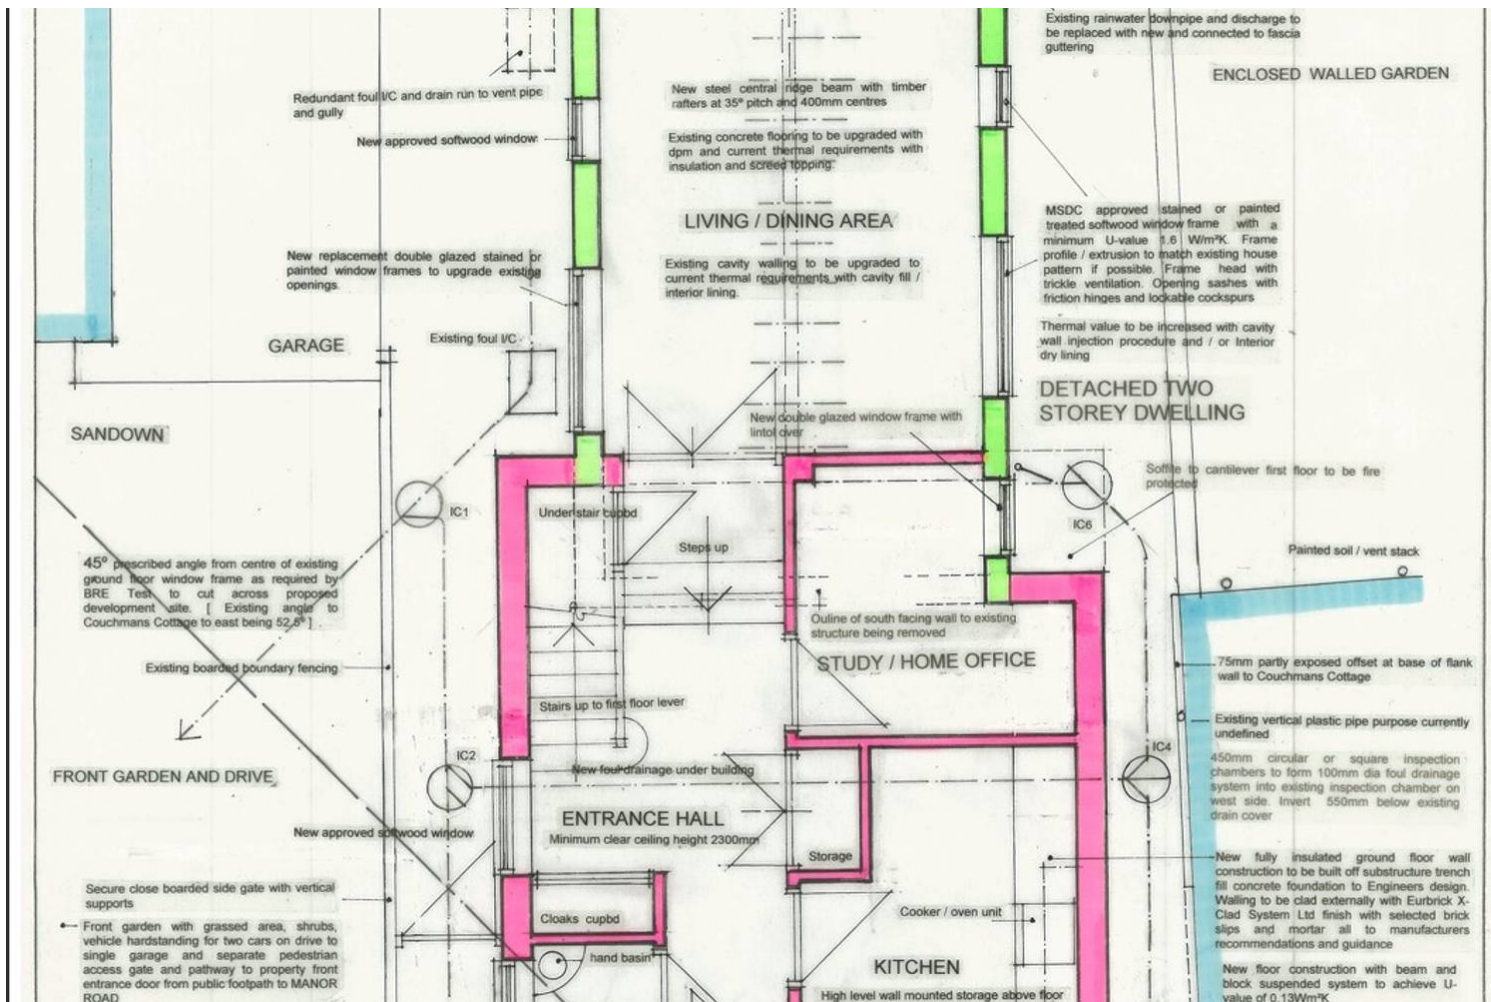 Existing rainwater downpipe and discharge to
be replaced with new and connected to fascia
guttering
ENCLOSED WALLED GARDEN
Redundant foul I/C and drain run to vent pipe
and gully
New approved softwood window
New steel central ridge beam with timber
rafters at 35º pitch and 400mm centres
Existing concrete flooring to be upgraded with
dpm and current thermal requirements with
insulation and screed topping.
LIVING / DINING AREA
Existing cavity walling to be upgraded to
current thermal requirements with cavity fill /
interior lining.
MSDC approved stained or painted
treated softwood window frame with a
minimum U-value 1.6 W/m²K. Frame
profile / extrusion to match existing house
pattern if possible. Frame head with
trickle ventilation. Opening sashes with
friction hinges and lockable cockspurs
Thermal value to be increased with cavity
wall injection procedure and / or Interior
dry lining
DETACHED TWO
STOREY DWELLING
New replacement double glazed stained or
painted window frames to upgrade existing
openings.
Existing foul I/C
GARAGE
SANDOWN
New double glazed window frame with
lintol over
Soffite to cantilever first floor to be fire
protected
IC1
IC6
Under stair cupbd
Steps up
Painted soil / vent stack
45º prescribed angle from centre of existing
ground floor window frame as required by
BRE Test to cut across proposed
development site. [ Existing angle to
Couchmans Cottage to east being 52.5º ]
Existing boarded boundary fencing
Outline of south facing wall to existing
structure being removed
STUDY / HOME OFFICE
75mm partly exposed offset at base of flank
wall to Couchmans Cottage
Stairs up to first floor lever
Existing vertical plastic pipe purpose currently
undefined
IC2
IC4
New foul drainage under building
450mm circular or square inspection
chambers to form 100mm dia foul drainage
system into existing inspection chamber on
west side. Invert 550mm below existing
drain cover
FRONT GARDEN AND DRIVE
ENTRANCE HALL
Minimum clear ceiling height 2300mm
New approved softwood window
Storage
New fully insulated ground floor wall
construction to be built off substructure trench
fill concrete foundation to Engineers design.
Walling to be clad externally with Eurbrick X-
Clad System Ltd finish with selected brick
slips and mortar all to manufacturers
recommendations and guidance
Secure close boarded side gate with vertical
supports
Cloaks cupbd
Cooker / oven unit
Front garden with grassed area, shrubs,
vehicle hardstanding for two cars on drive to
single garage and separate pedestrian
access gate and pathway to property front
entrance door from public footpath to MANOR
ROAD
hand basin
KITCHEN
High level wall mounted storage above floor
New floor construction with beam and
block suspended system to achieve U-
value of 0.13Wm²K